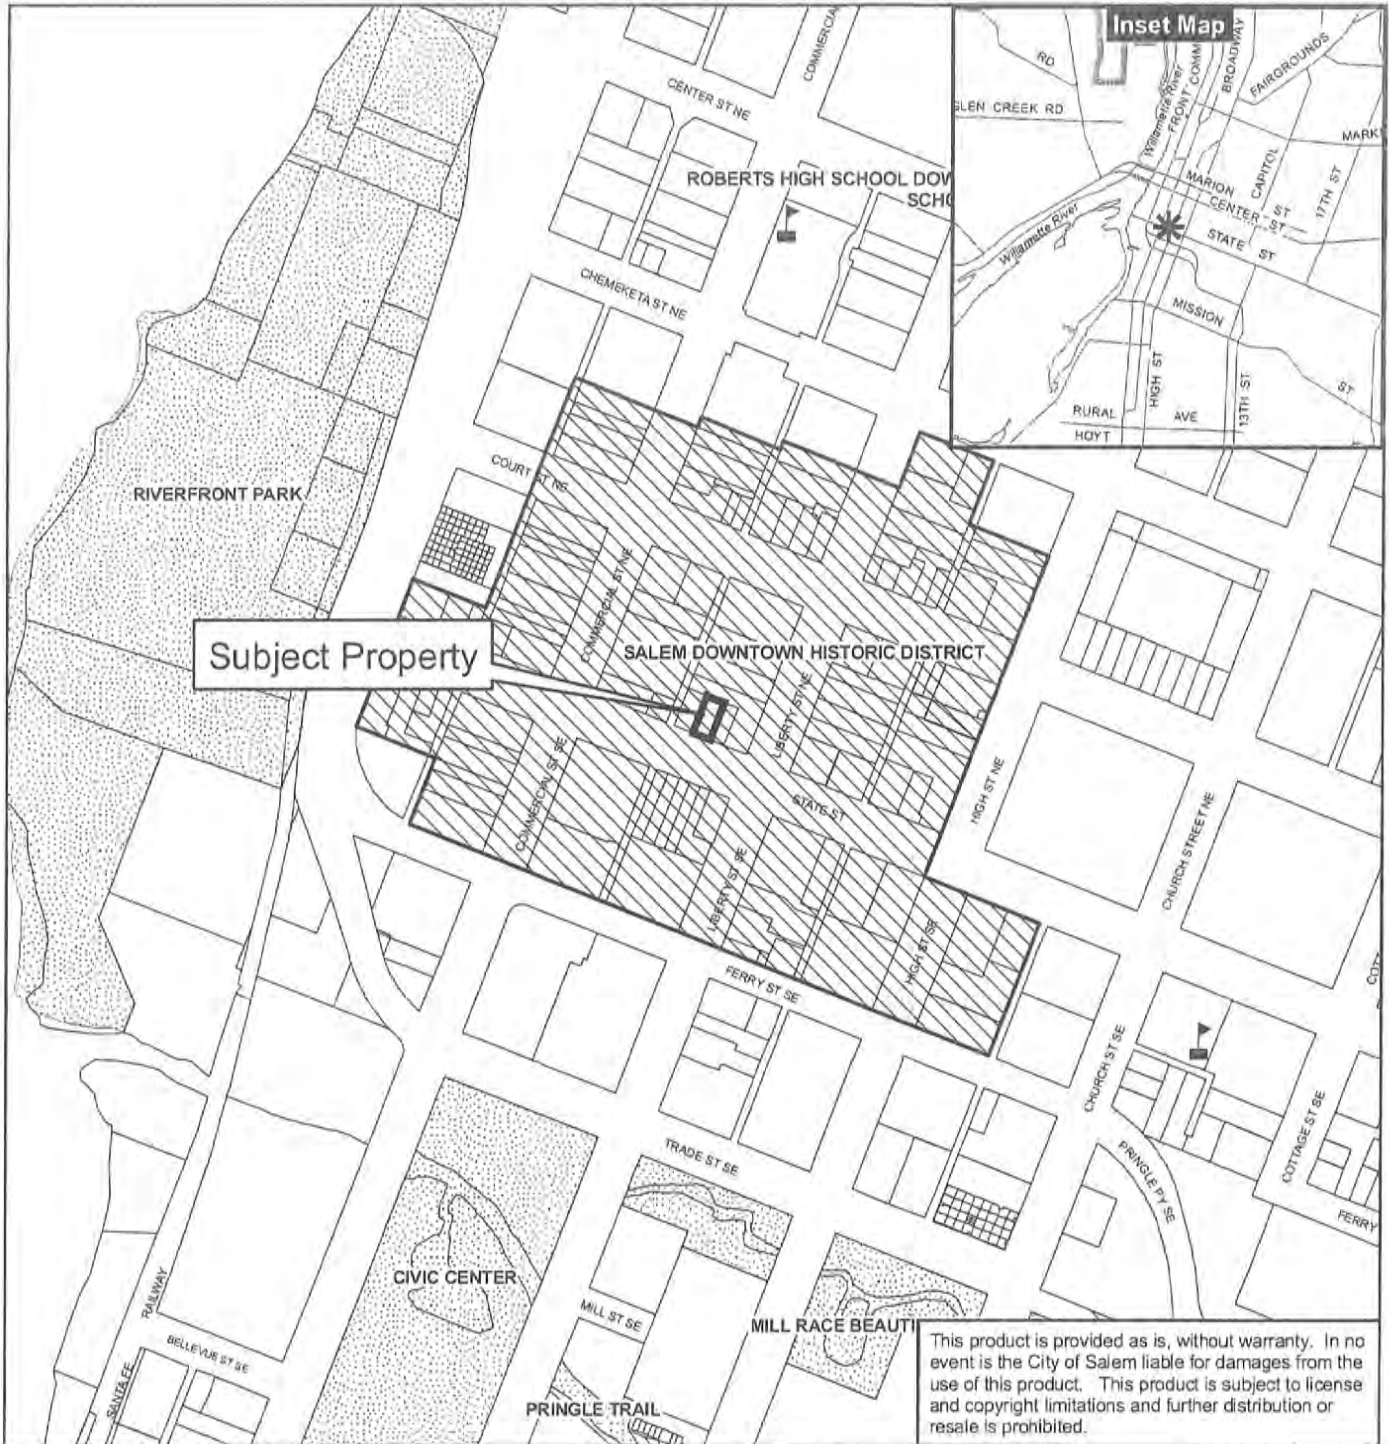 Inset Map
COMMERCIA
CENTER ST NE
ROBERTS HIGH SCHOOL DOW
SCHO
CHEMEKETA ST NE
RD
GLEN CREEK RD
Willamette River
FRONT
COMM
BROADWAY
FAIRGROUNDS
MARK
MARION ST
CENTER ST
CAPITOL
17TH ST
Willamette River
STATE ST
MISSION ST
HIGH ST
13TH ST
RURAL AVE
HOYT
COURT ST NE
RIVERFRONT PARK
COMMERCIAL ST NE
Subject Property
SALEM DOWNTOWN HISTORIC DISTRICT
LIBERTY ST NE
COMMERCIAL ST SE
STATE ST
HIGH ST NE
CHURCH STREET NE
LIBERTY ST SE
HIGH ST SE
FERRY ST SE
COTT
CHURCH ST SE
COTTAGE ST SE
TRADE ST SE
PRINGLE PY SE
FERRY
CIVIC CENTER
RAILWAY
MILL ST SE
MILL RACE BEAUTI
BELLEVUE ST SE
SANTA FE
PRINGLE TRAIL
This product is provided as is, without warranty. In no
event is the City of Salem liable for damages from the
use of this product. This product is subject to license
and copyright limitations and further distribution or
resale is prohibited.